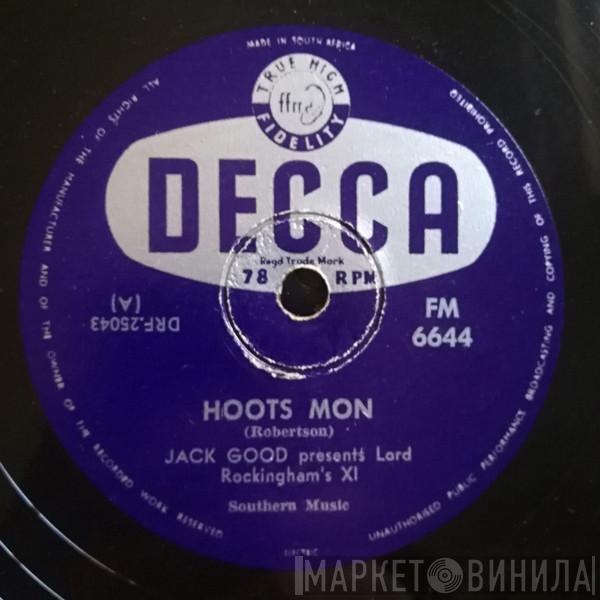 MADE IN SOUTH AFRICA
TRUE HIGH
ffrr
FIDELITY
DECCA
Regd Trade Mark
78 RPM
DRF.25043
(A)
FM
6644
HOOTS MON
(Robertson)
JACK GOOD presents Lord
Rockingham's XI
Southern Music
ELECTRIC
ALL RIGHTS OF THE MANUFACTURER AND OF THE OWNER OF THE RECORDED WORK RESERVED
UNAUTHORISED PUBLIC PERFORMANCE BROADCASTING AND COPYING OF THIS RECORD PROHIBITED
МАРКЕТ ВИНИЛА